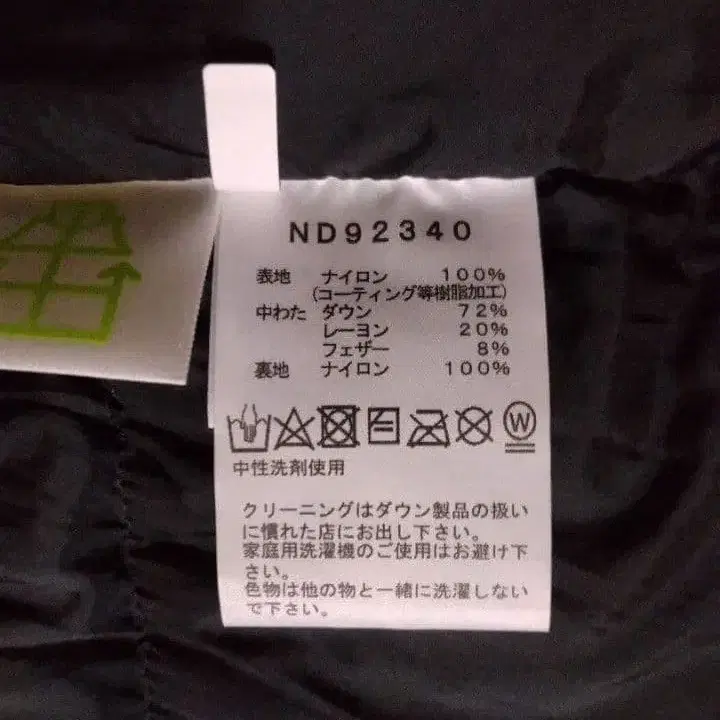 ND92340
表地 ナイロン 100%
(コーティング等樹脂加工)
中わた ダウン 72%
レーヨン 20%
フェザー 8%
裏地 ナイロン 100%
W
中性洗剤使用
クリーニングはダウン製品の扱い
に慣れた店にお出し下さい。
家庭用洗濯機のご使用はお避け下
さい。
色物は他の物と一緒に洗濯しない
で下さい。